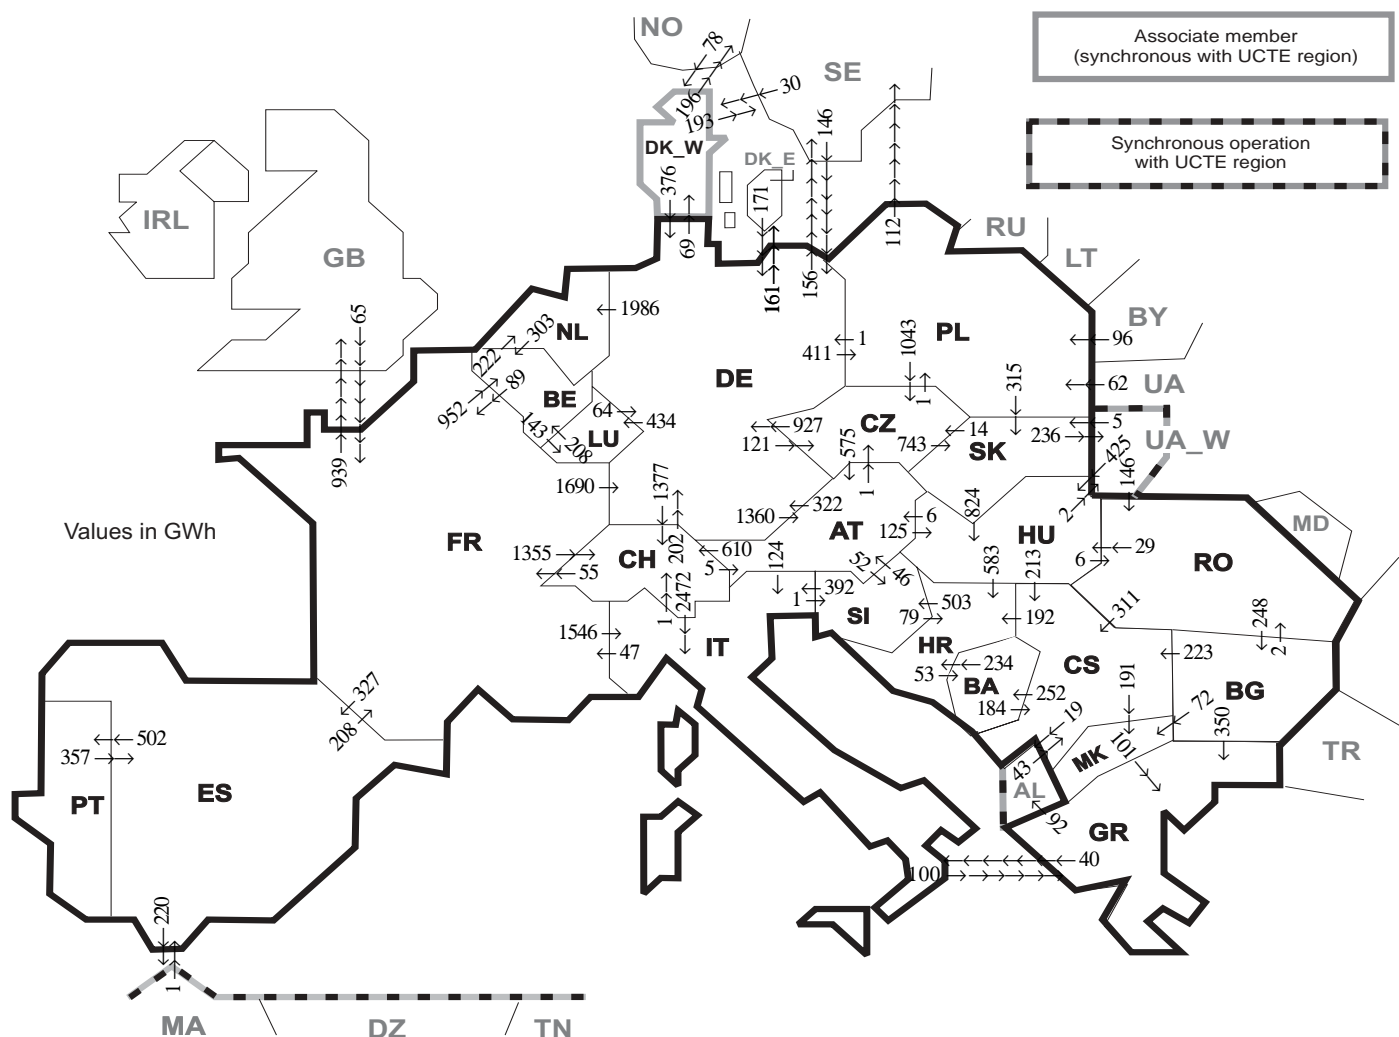 NO
78
Associate member
(synchronous with UCTE region)
SE
30
196
193
146
Synchronous operation
with UCTE region
DK_W
DK_E
376
171
IRL
GB
112
RU
69
LT
161
156
65
1986
BY
303
NL
PL
96
1
1043
411
222
DE
315
62
UA
89
BE
1
952
64
434
927
CZ
14
5
143
LU
121
575
743
SK
236
UA_W
208
425
939
1377
1
146
1690
322
824
2
Values in GWh
1360
6
MD
FR
AT
125
HU
202
610
1355
CH
124
52
583
213
6
29
RO
55
5
46
2472
392
1
1
SI
503
311
79
192
248
1546
IT
HR
2
47
CS
223
53
234
BA
191
BG
327
252
72
184
19
350
208
502
101
TR
357
43
MK
PT
ES
AL
92
GR
40
100
220
1
MA
DZ
TN